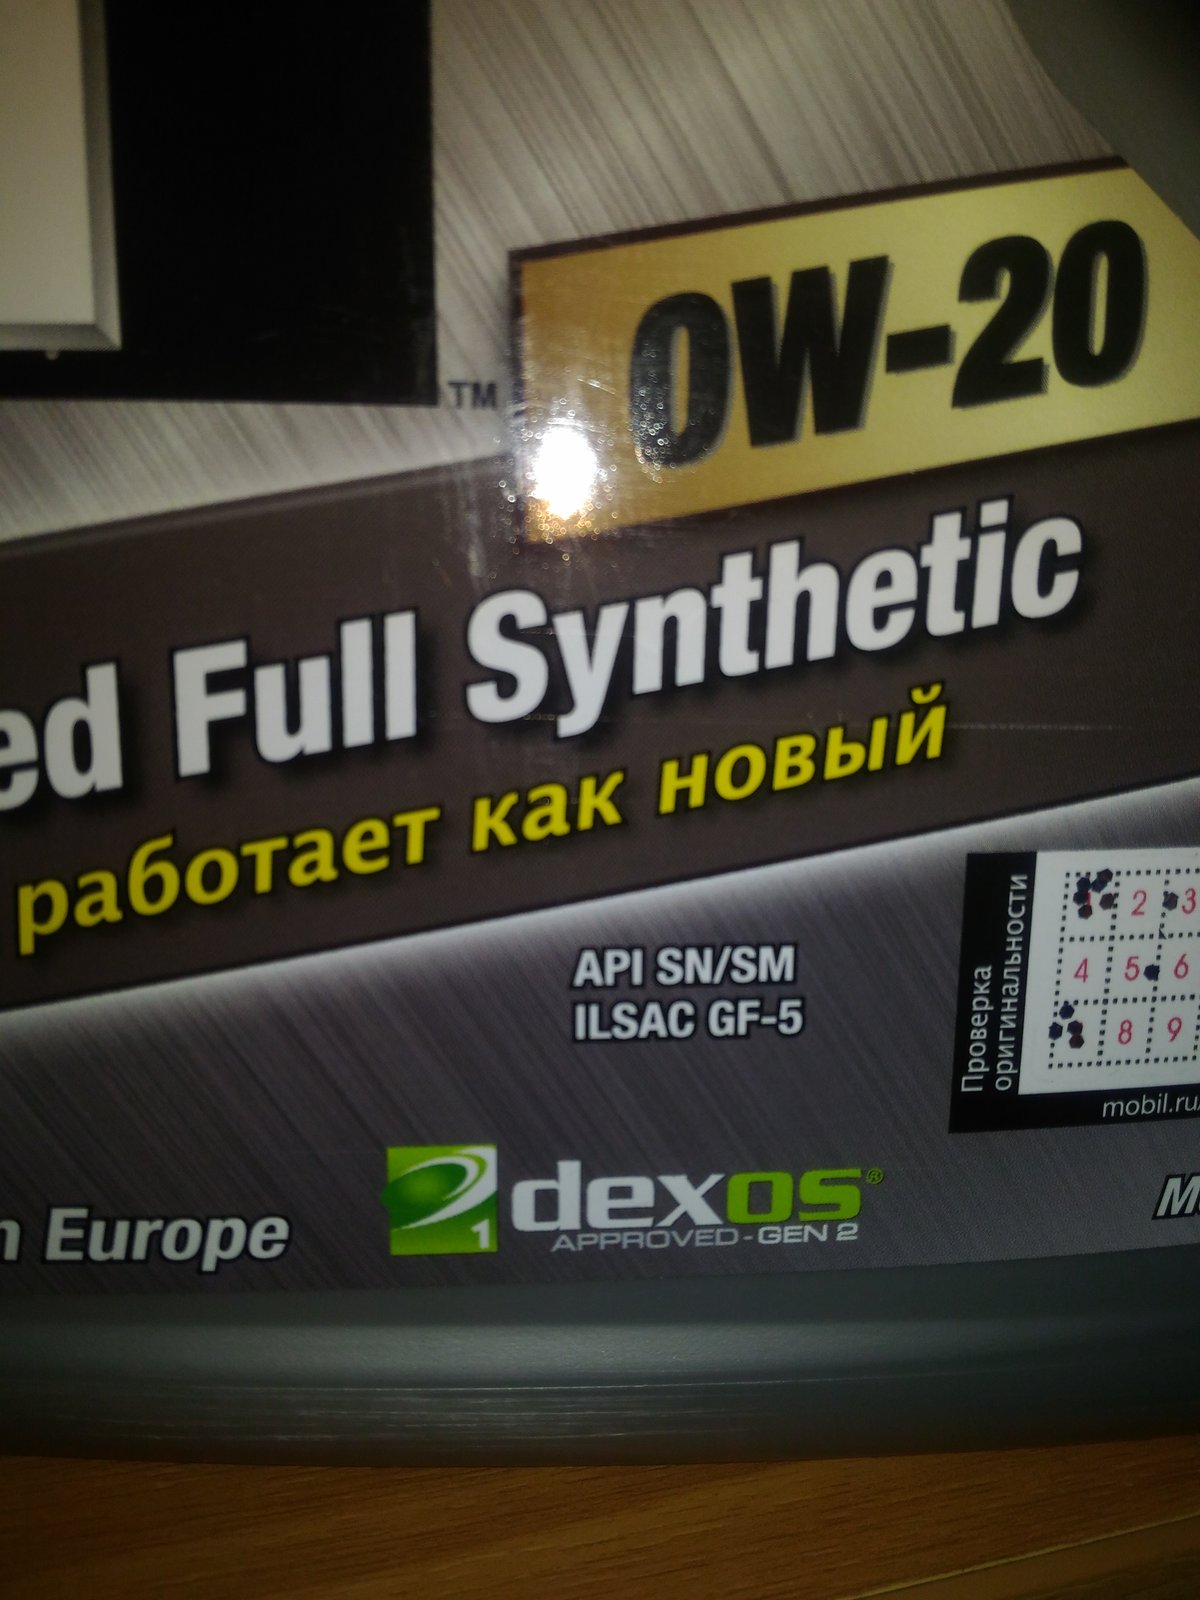 TM
0W-20
ed Full Synthetic
работает как новый
API SN/SM
ILSAC GF-5
Проверка
оригинальности
1 2 3
4 5 6
8 9
mobil.ru/
n Europe
1
dexos®
APPROVED-GEN 2